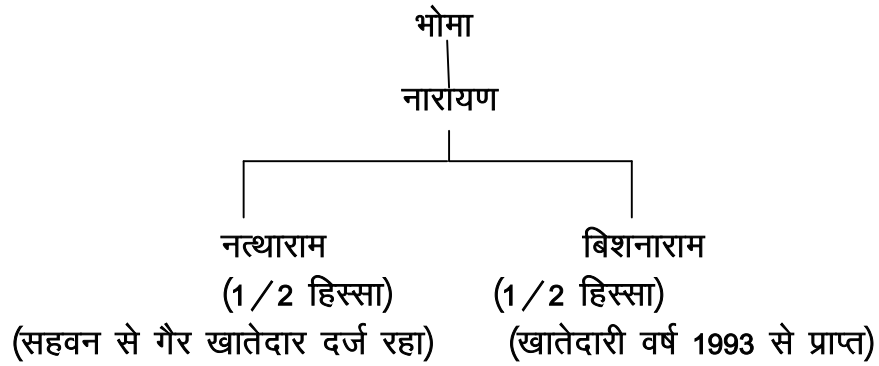 भोमा
नारायण
नत्थाराम बिशनाराम
(1/2 हिस्सा) (1/2 हिस्सा)
(सहवन से गैर खातेदार दर्ज रहा) (खातेदारी वर्ष 1993 से प्राप्त)